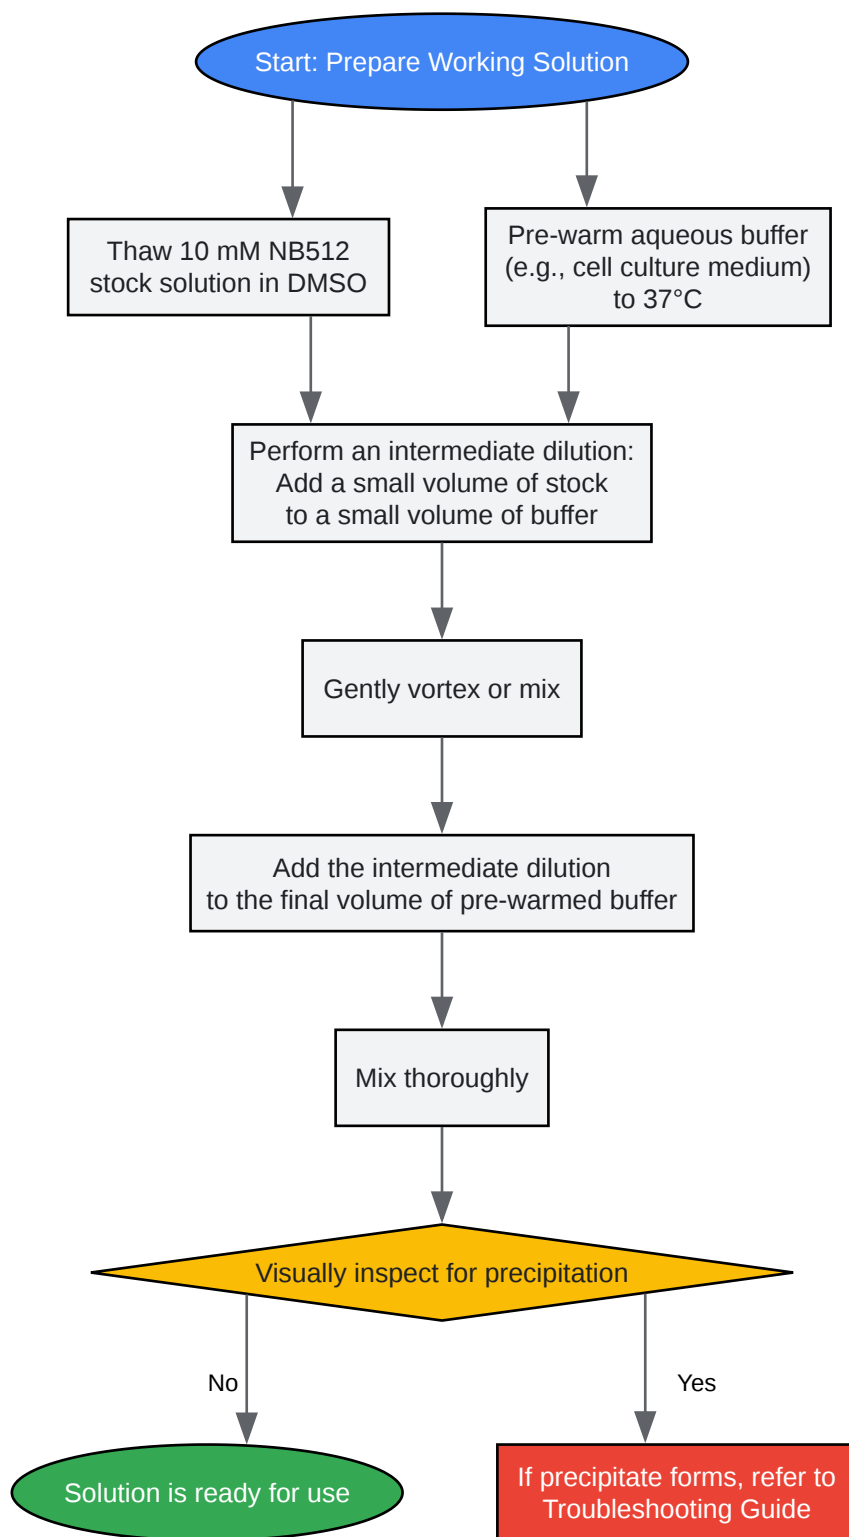 Start: Prepare Working Solution
Thaw 10 mM NB512
stock solution in DMSO
Pre-warm aqueous buffer
(e.g., cell culture medium)
to 37°C
Perform an intermediate dilution:
Add a small volume of stock
to a small volume of buffer
Gently vortex or mix
Add the intermediate dilution
to the final volume of pre-warmed buffer
Mix thoroughly
Visually inspect for precipitation
No
Yes
Solution is ready for use
If precipitate forms, refer to
Troubleshooting Guide